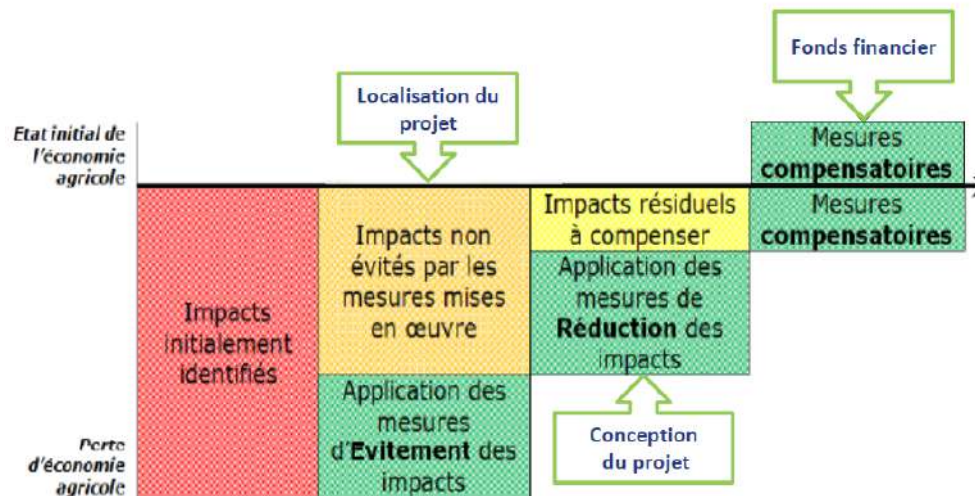 Fonds financier
Localisation du
projet
Etat initial de
l'économie
agricole
Mesures
compensatoires
Impacts initialement
identifiés
Impacts non
évités par les
mesures mises
en œuvre
Impacts résiduels
à compenser
Mesures
compensatoires
Application des
mesures de
Réduction des
impacts
Application des
mesures
d'Evitement des
impacts
Conception
du projet
Perte
d'économie
agricole